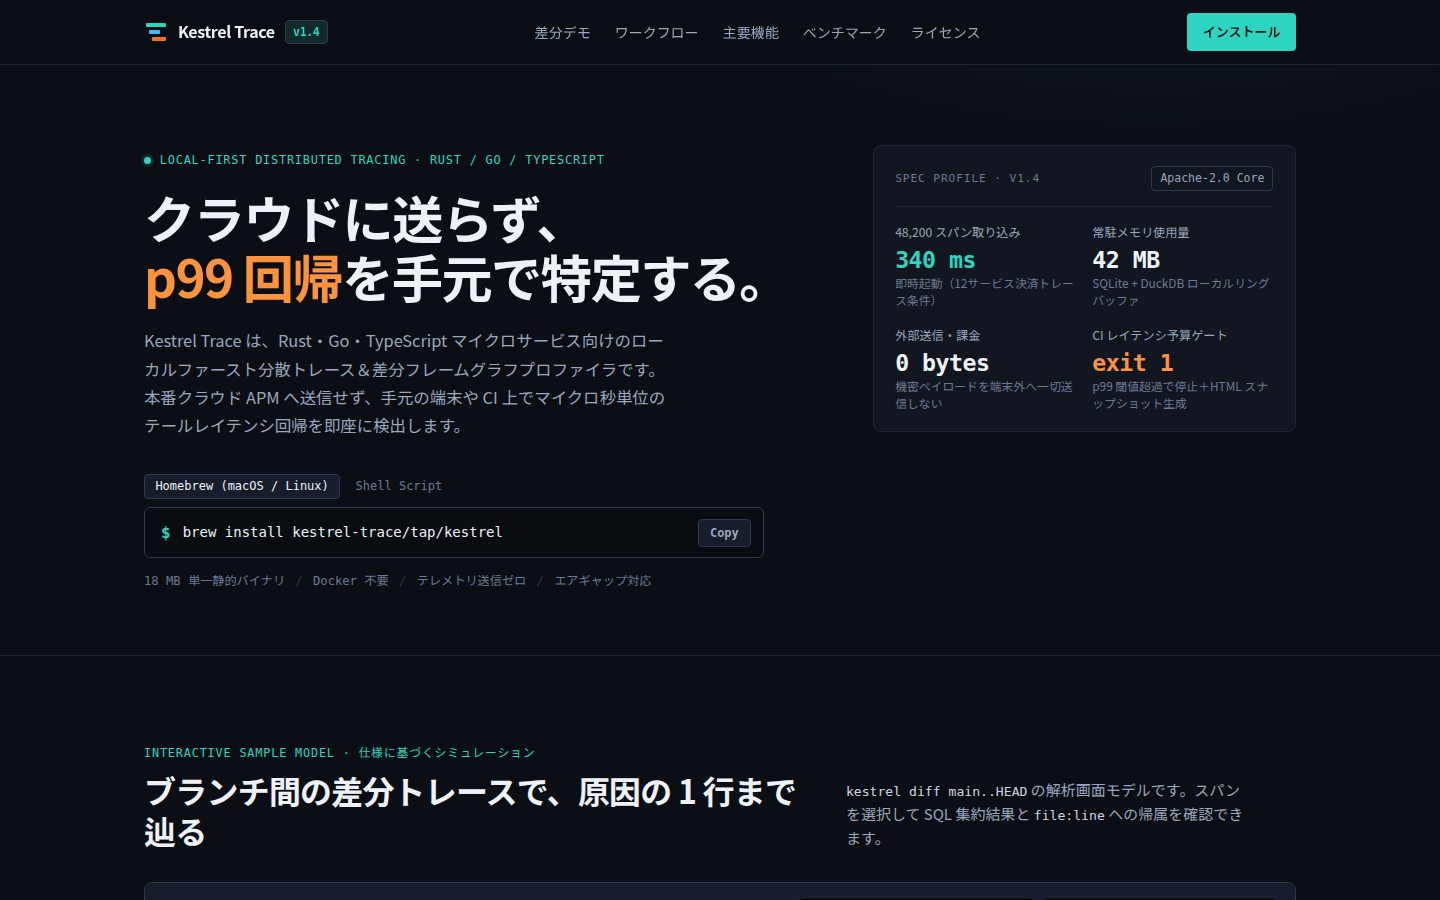 Kestrel Trace
v1.4
差分デモ
ワークフロー
主要機能
ベンチマーク
ライセンス
インストール
LOCAL-FIRST DISTRIBUTED TRACING · RUST / GO / TYPESCRIPT
クラウドに送らず、
p99 回帰を手元で特定する。
Kestrel Trace は、Rust・Go・TypeScript マイクロサービス向けのロー
カルファースト分散トレース＆差分フレームグラフプロファイラです。
本番クラウド APM へ送信せず、手元の端末や CI 上でマイクロ秒単位の
テールレイテンシ回帰を即座に検出します。
Homebrew (macOS / Linux)
Shell Script
$ brew install kestrel-trace/tap/kestrel
Copy
18 MB 単一静的バイナリ / Docker 不要 / テレメトリ送信ゼロ / エアギャップ対応
SPEC PROFILE · V1.4
Apache-2.0 Core
48,200 スパン取り込み
340 ms
即時起動（12サービス決済トレー
ス条件）
常駐メモリ使用量
42 MB
SQLite + DuckDB ローカルリング
バッファ
外部送信・課金
0 bytes
機密ペイロードを端末外へ一切送
信しない
CI レイテンシ予算ゲート
exit 1
p99 閾値超過で停止＋HTML スナ
ップショット生成
INTERACTIVE SAMPLE MODEL · 仕様に基づくシミュレーション
ブランチ間の差分トレースで、原因の 1 行まで
辿る
kestrel diff main..HEAD の解析画面モデルです。スパン
を選択して SQL 集約結果と file:line への帰属を確認でき
ます。